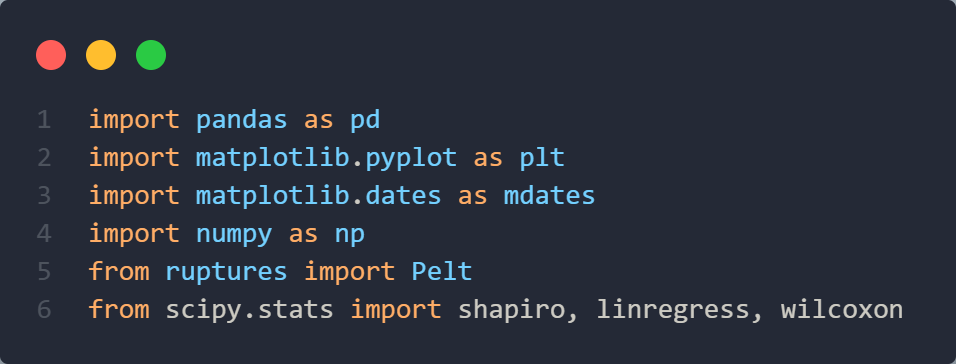 1 import pandas as pd
2 import matplotlib.pyplot as plt
3 import matplotlib.dates as mdates
4 import numpy as np
5 from ruptures import Pelt
6 from scipy.stats import shapiro, linregress, wilcoxon